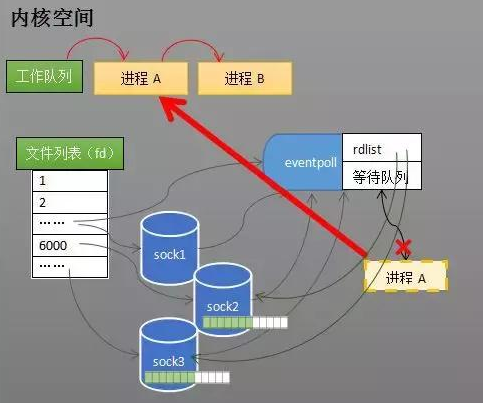 内核空间
工作队列
进程 A
进程 B
文件列表（fd）
1
2
……
6000
……
eventpoll
rdlist
等待队列
sock1
sock2
sock3
进程 A